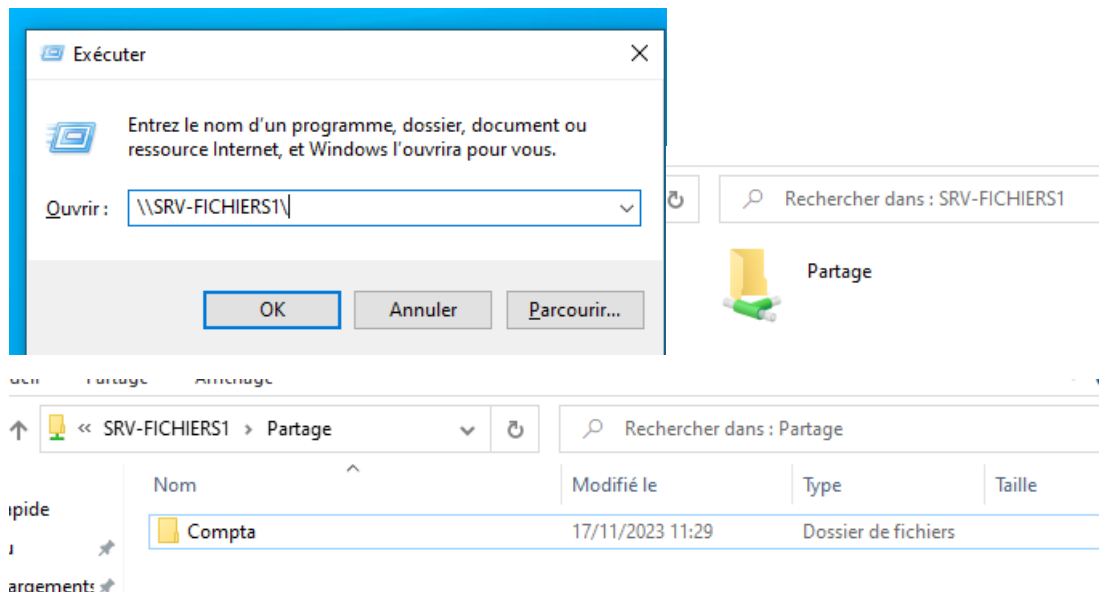 Exécuter
Entrez le nom d'un programme, dossier, document ou
ressource Internet, et Windows l'ouvrira pour vous.
Ouvrir : \\SRV-FICHIERS1\
OK Annuler Parcourir...
Rechercher dans : SRV-FICHIERS1
Partage
Partage Affichage
« SRV-FICHIERS1 > Partage
Rechercher dans : Partage
Nom Modifié le Type Taille
Compta 17/11/2023 11:29 Dossier de fichiers